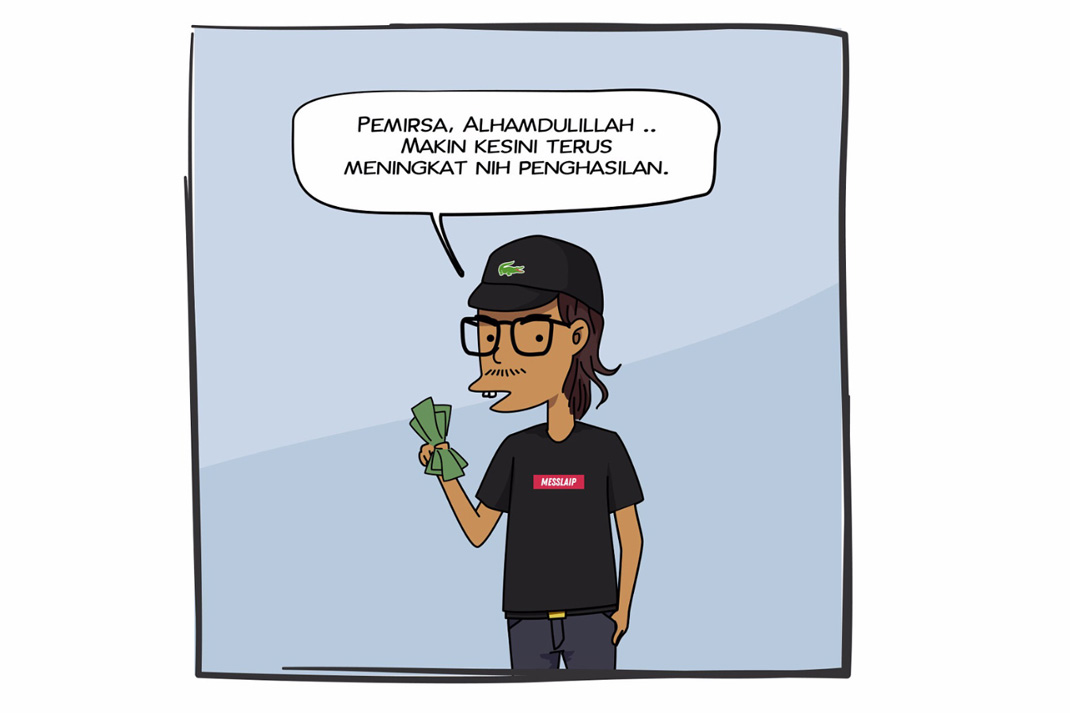 Pemirsa, Alhamdulillah ..
Makin kesini terus
meningkat nih penghasilan.
MESSLAIP